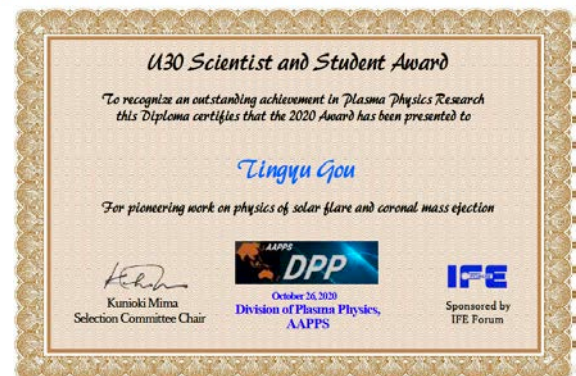 U30 Scientist and Student Award
To recognize an outstanding achievement in Plasma Physics Research
this Diploma certifies that the 2020 Award has been presented to
Tingyu Gou
For pioneering work on physics of solar flare and coronal mass ejection
AAPPS
DPP
Kunioki Mima
Selection Committee Chair
October 26, 2020
Division of Plasma Physics,
AAPPS
IFE
Sponsored by
IFE Forum